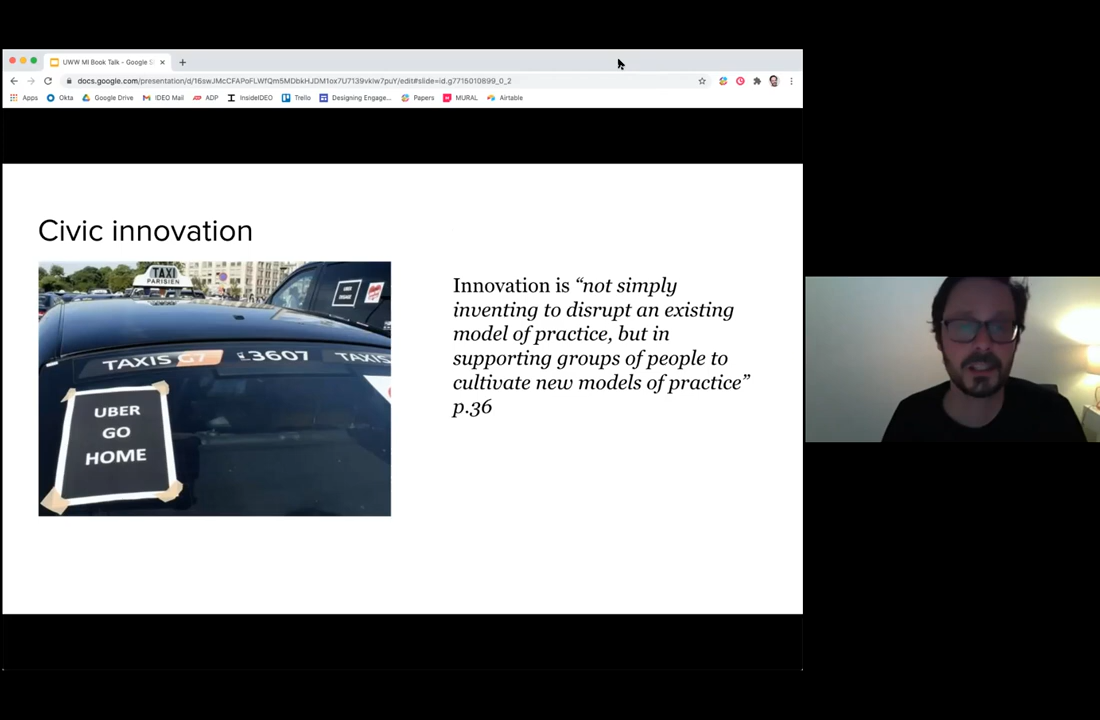 UWW MI Book Talk - Google S
docs.google.com/presentation/d/16swJMcCFAPoFLWfQm5MDbkHJDM1ox7U7139vkiw7puY/edit#slide=id.g7715010899_0_2
Apps Okta Google Drive IDEO Mail ADP InsideIDEO Trello Designing Engage... Papers MURAL Airtable
Civic innovation
TAXI
PARISIEN
TAXIS G7 3607 TAXIS
UBER
GO
HOME
Innovation is “not simply
inventing to disrupt an existing
model of practice, but in
supporting groups of people to
cultivate new models of practice”
p.36